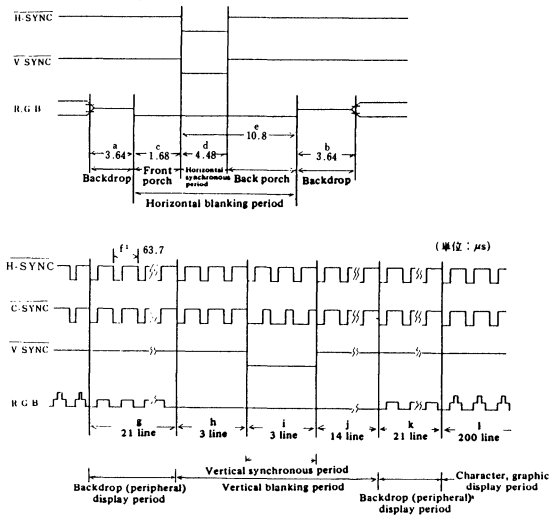 H-SYNC
V SYNC
R G B
e
10.8
a c d b
3.64 1.68 4.48 3.64
Backdrop Front porch Horizontal synchronous period Back porch Backdrop
Horizontal blanking period
f¹ 63.7 (単位：μs)
H-SYNC
C-SYNC
V SYNC
R G B
g h i j k l
21 line 3 line 3 line 14 line 21 line 200 line
Vertical synchronous period
Backdrop (peripheral) display period Vertical blanking period Backdrop (peripheral) display period Character, graphic display period